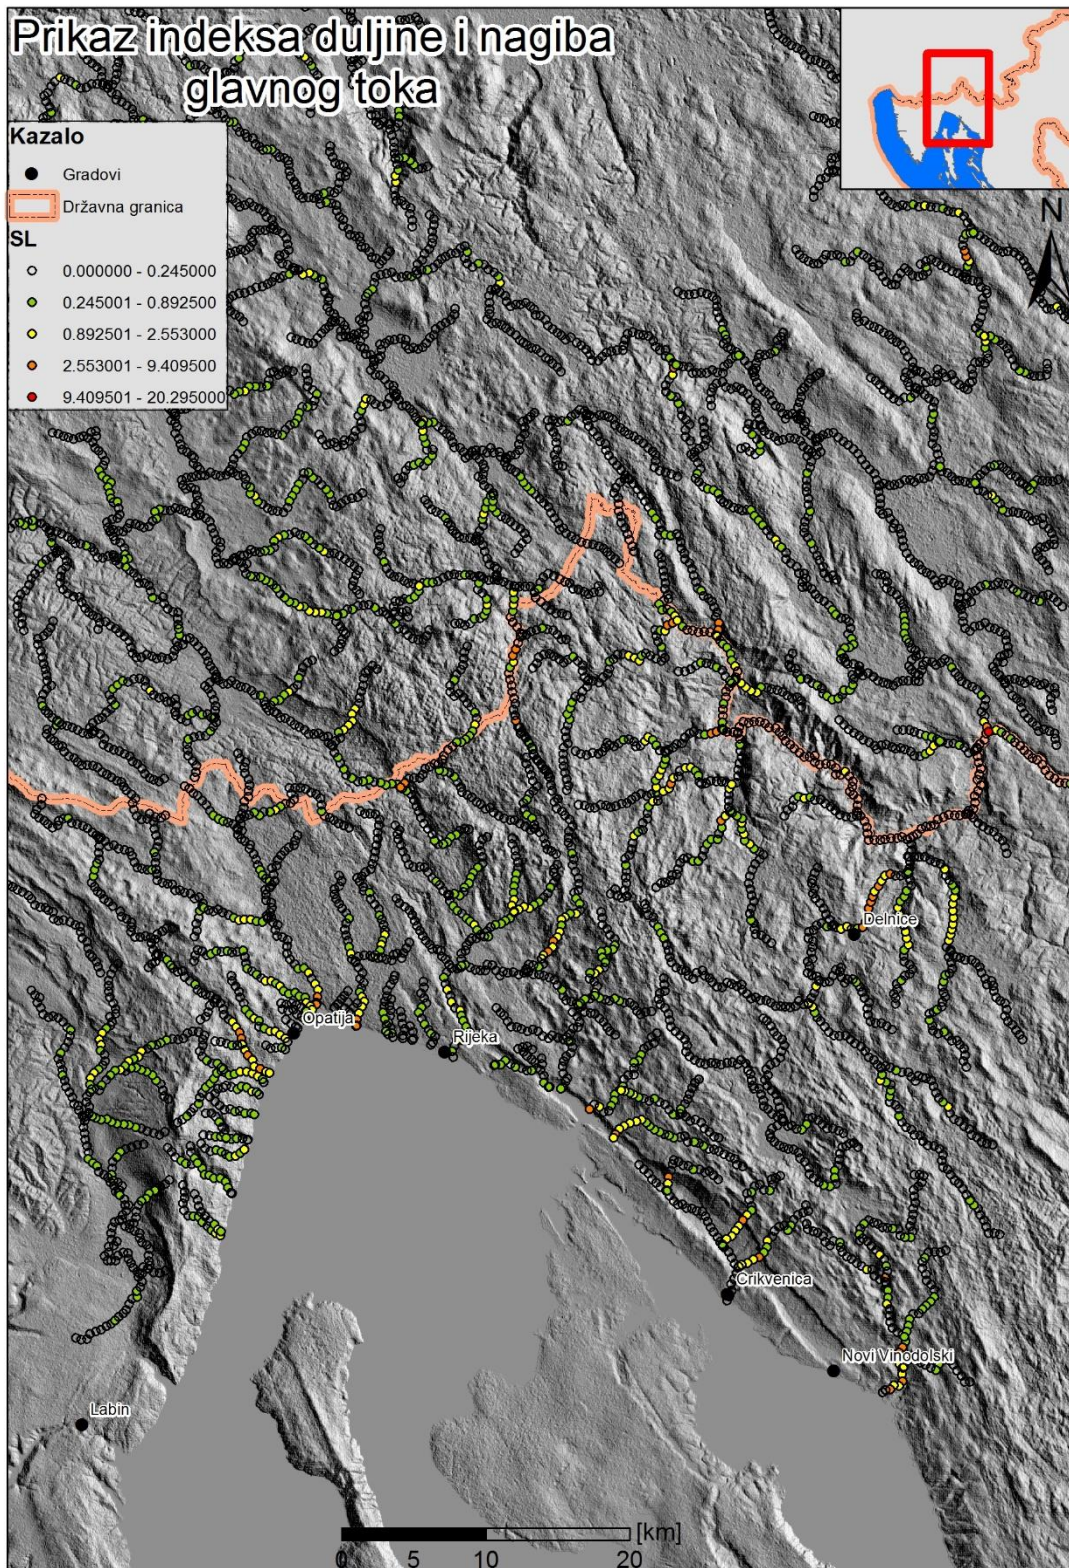 Prikaz indeksa duljine i nagiba
glavnog toka
Kazalo
Gradovi
Državna granica
SL
0.000000 - 0.245000
0.245001 - 0.892500
0.892501 - 2.553000
2.553001 - 9.409500
9.409501 - 20.295000
N
Delnice
Opatija
Rijeka
Crikvenica
Novi Vinodolski
Labin
[km]
0 5 10 20